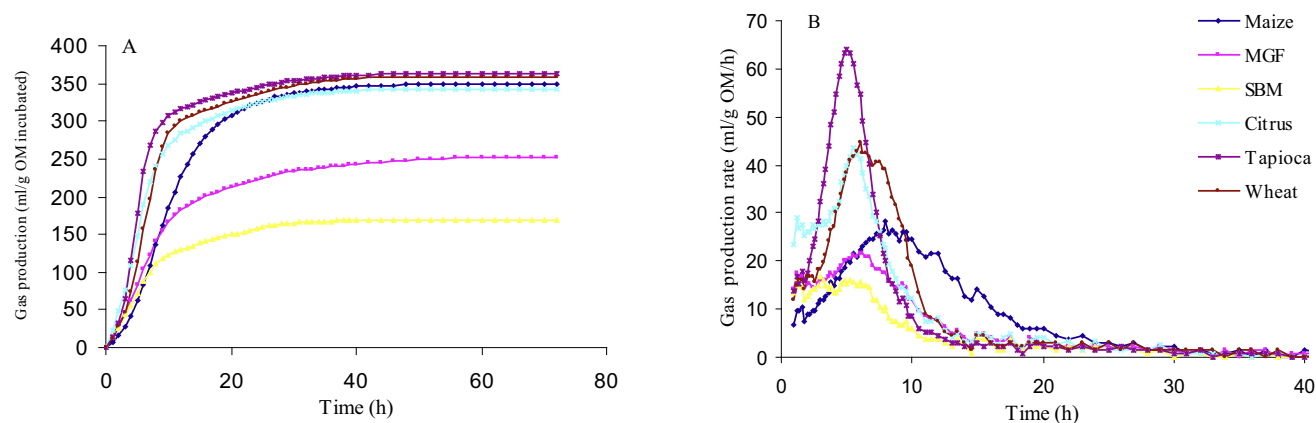 A
Gas production (ml/g OM incubated)
400
350
300
250
200
150
100
50
0
0 20 40 60 80
Time (h)
B
Gas production rate (ml/g OM/h)
70
60
50
40
30
20
10
0
0 10 20 30 40
Time (h)
Maize
MGF
SBM
Citrus
Tapioca
Wheat